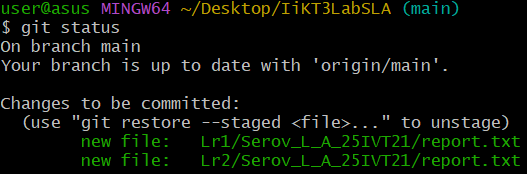 user@asus MINGW64 ~/Desktop/IiKT3LabSLA (main)
$ git status
On branch main
Your branch is up to date with 'origin/main'.

Changes to be committed:
  (use "git restore --staged <file>..." to unstage)
        new file:   Lr1/Serov_L_A_25IVT21/report.txt
        new file:   Lr2/Serov_L_A_25IVT21/report.txt